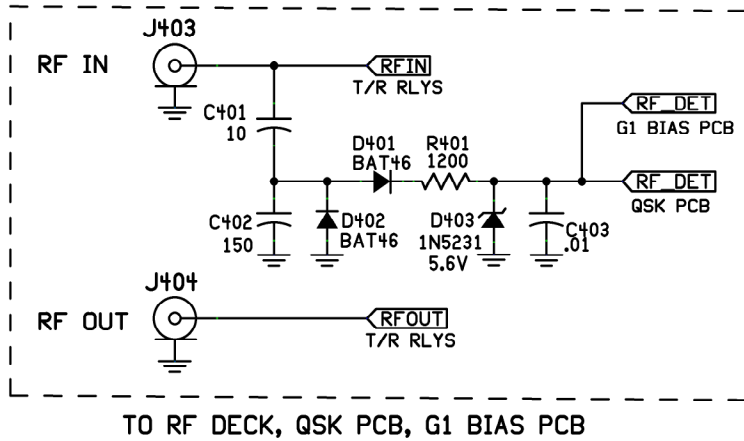 J403
RF IN
RFIN
T/R RLYS
C401
10
RF_DET
G1 BIAS PCB
D401
BAT46
R401
1200
RF_DET
QSK PCB
C402
150
D402
BAT46
D403
1N5231
5.6V
C403
.01
J404
RF OUT
RFOUT
T/R RLYS
TO RF DECK, QSK PCB, G1 BIAS PCB